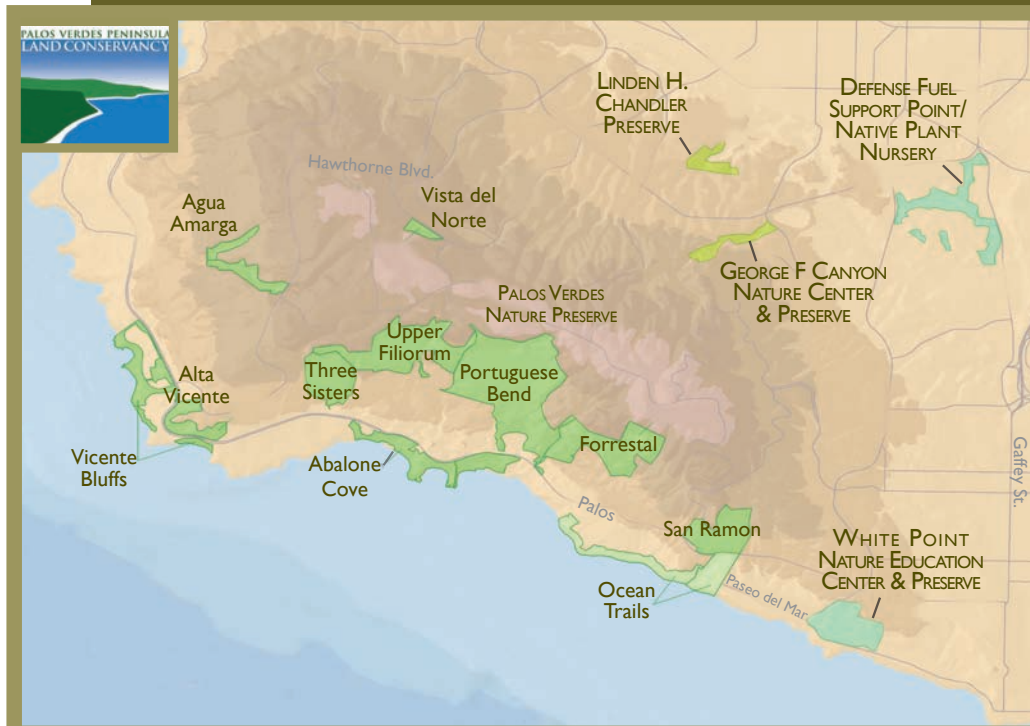 PALOS VERDES PENINSULA
LAND CONSERVANCY
LINDEN H.
CHANDLER
PRESERVE
DEFENSE FUEL
SUPPORT POINT/
NATIVE PLANT
NURSERY
Hawthorne Blvd.
Agua
Amarga
Vista del
Norte
GEORGE F CANYON
NATURE CENTER
& PRESERVE
PALOS VERDES
NATURE PRESERVE
Upper
Filiorum
Three
Sisters
Portuguese
Bend
Alta
Vicente
Forrestal
Vicente
Bluffs
Abalone
Cove
Gaffey St.
Palos
San Ramon
WHITE POINT
NATURE EDUCATION
CENTER & PRESERVE
Ocean
Trails
Paseo del Mar